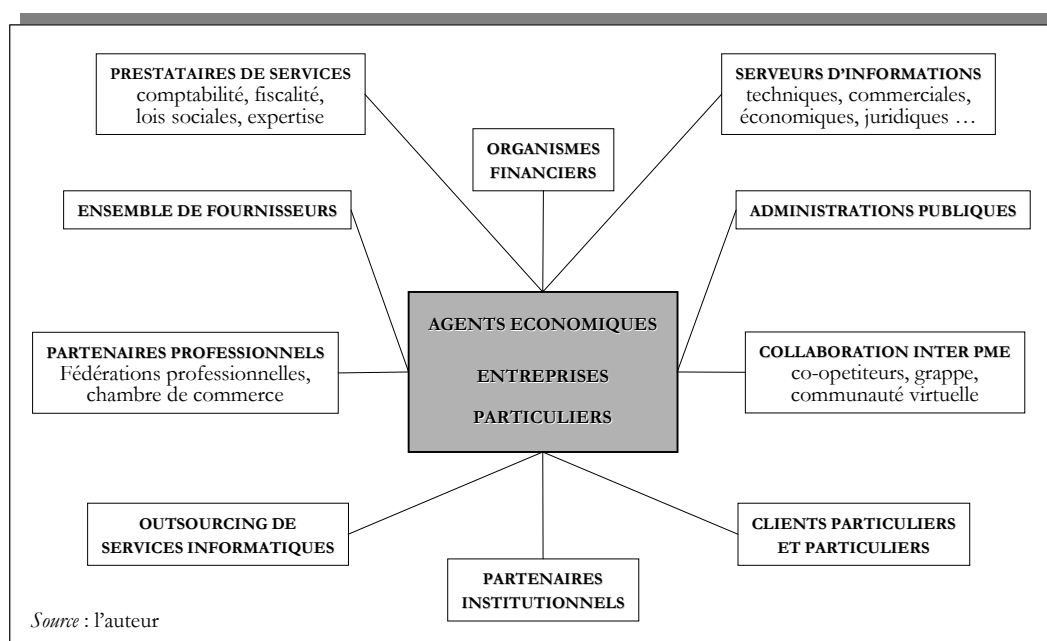 PRESTATAIRES DE SERVICES
comptabilité, fiscalité,
lois sociales, expertise
SERVEURS D'INFORMATIONS
techniques, commerciales,
économiques, juridiques …
ORGANISMES
FINANCIERS
ENSEMBLE DE FOURNISSEURS
ADMINISTRATIONS PUBLIQUES
AGENTS ECONOMIQUES
ENTREPRISES
PARTICULIERS
PARTENAIRES PROFESSIONNELS
Fédérations professionnelles,
chambre de commerce
COLLABORATION INTER PME
co-opetiteurs, grappe,
communauté virtuelle
OUTSOURCING DE
SERVICES INFORMATIQUES
CLIENTS PARTICULIERS
ET PARTICULIERS
PARTENAIRES
INSTITUTIONNELS
Source : l'auteur